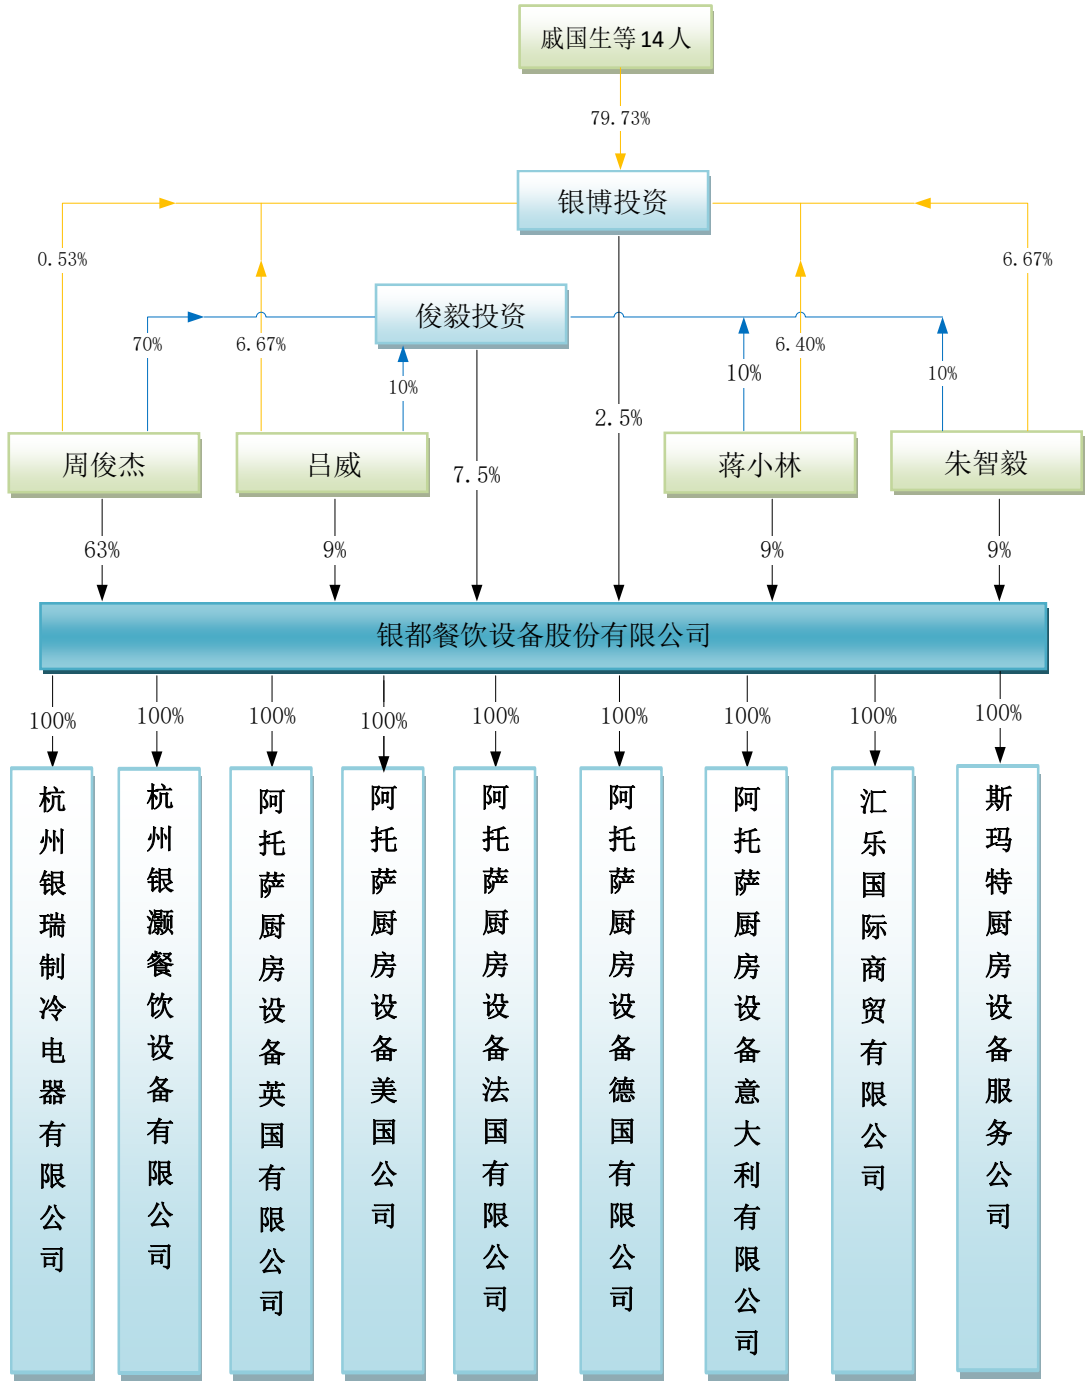 戚国生等14人
79.73%
银博投资
0.53%
6.67%
俊毅投资
70%
6.67%
6.40%
10%
10%
10%
2.5%
周俊杰
吕威
蒋小林
朱智毅
7.5%
63%
9%
9%
9%
银都餐饮设备股份有限公司
100%
100%
100%
100%
100%
100%
100%
100%
100%
杭州银瑞制冷电器有限公司
杭州银灏餐饮设备有限公司
阿托萨厨房设备英国有限公司
阿托萨厨房设备美国公司
阿托萨厨房设备法国有限公司
阿托萨厨房设备德国有限公司
阿托萨厨房设备意大利有限公司
汇乐国际商贸有限公司
斯玛特厨房设备服务公司